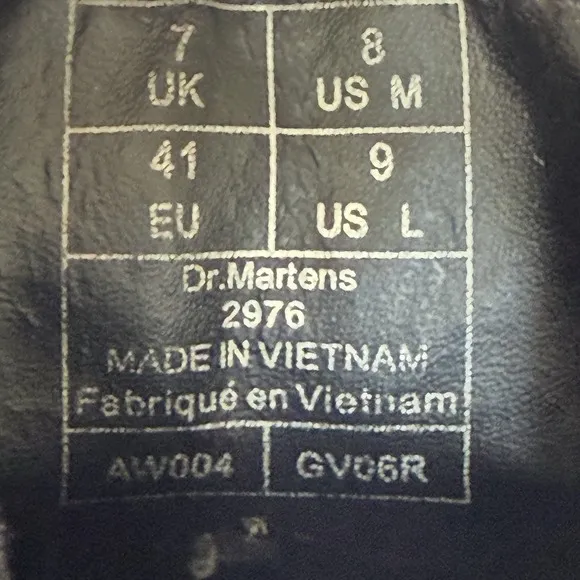 7 8
UK US M
41 9
EU US L
Dr.Martens
2976
MADE IN VIETNAM
Fabriqué en Vietnam
AW004 GV06R